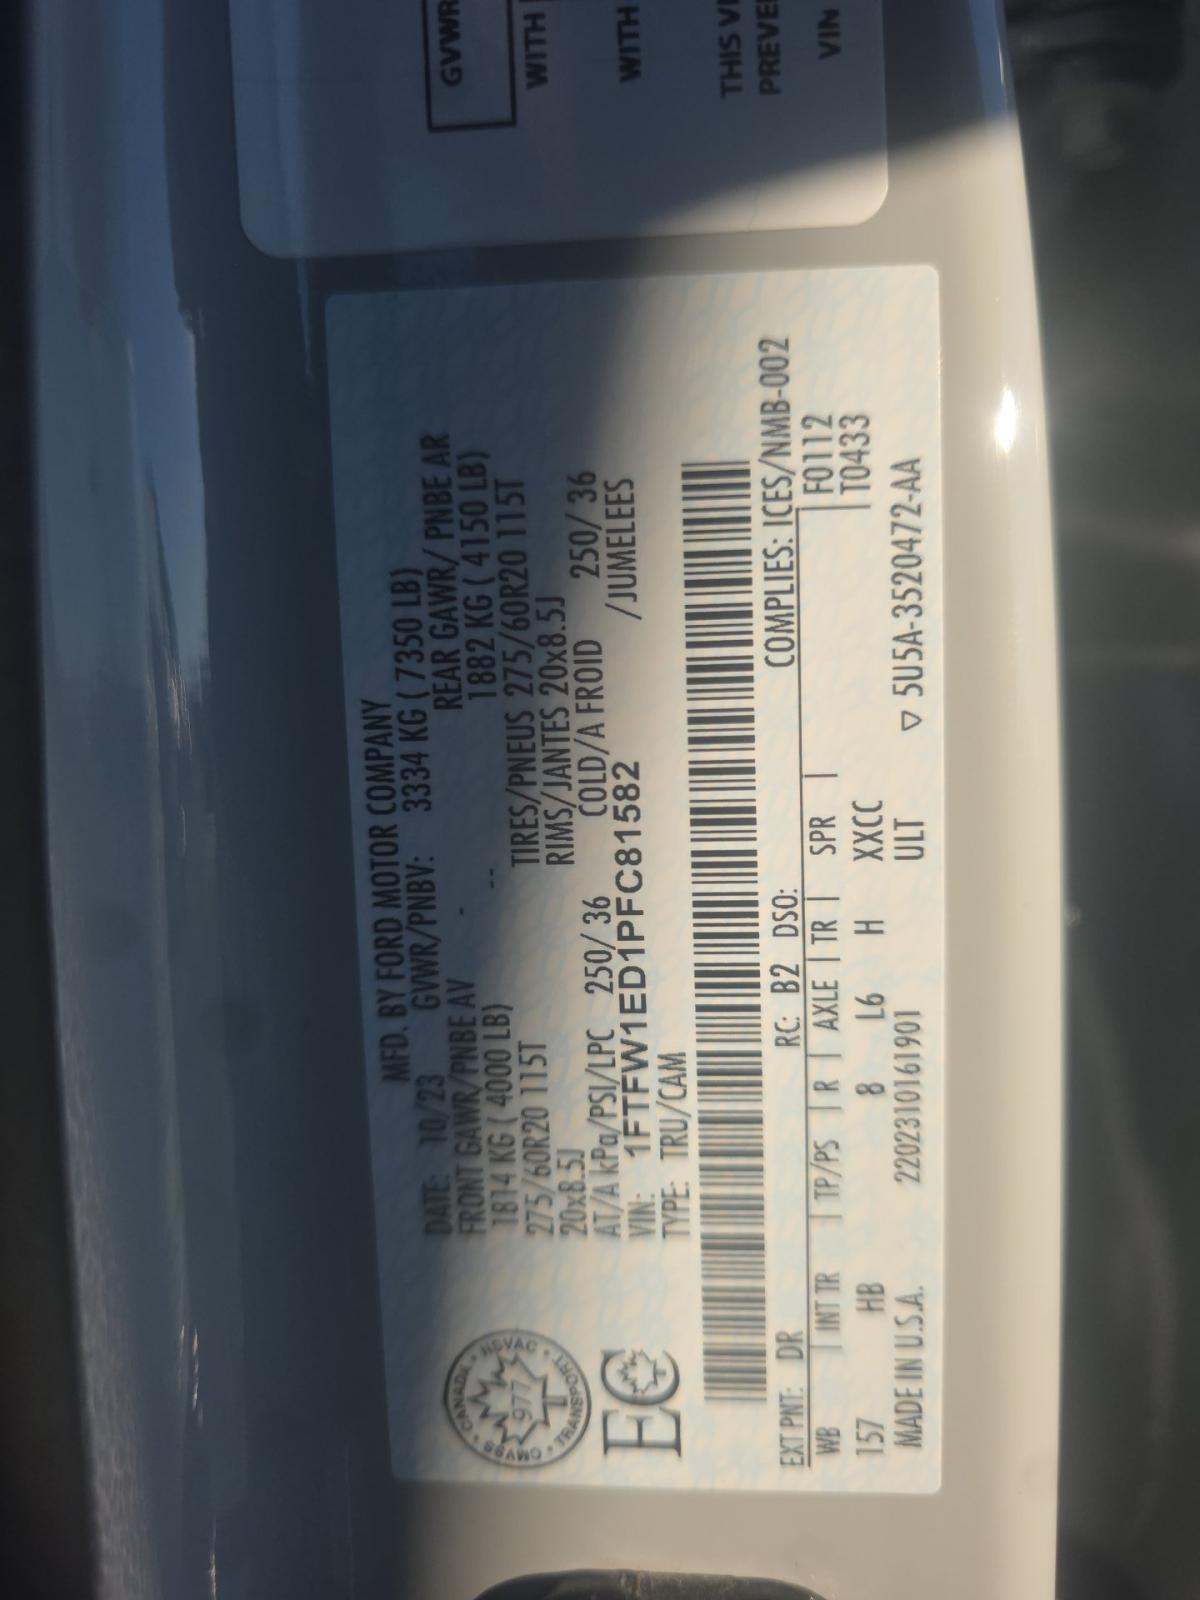 MFD. BY FORD MOTOR COMPANY
DATE: 10/23 GVWR/PNBV: 3334 KG ( 7350 LB)
FRONT GAWR/PNBE AV - REAR GAWR/ PNBE AR
1814 KG ( 4000 LB) -- 1882 KG ( 4150 LB)
275/60R20 115T TIRES/PNEUS 275/60R20 115T
20x8.5J RIMS/JANTES 20x8.5J
AT/A kPa/PSI/LPC 250/ 36 COLD/A FROID 250/ 36
VIN: 1FTFW1ED1PFC81582 /JUMELEES
TYPE: TRU/CAM
CANADA • NSVAC • TRANSPORT • CMVSS
977
EC
COMPLIES: ICES/NMB-002
EXT PNT: DR RC: B2 DSO:
F0112
WB | INT TR | TP/PS | R | AXLE | TR | SPR | T0433
157 HB 8 L6 H XXCC
ULT
MADE IN U.S.A. 2202310161901 ▽ 5U5A-3520472-AA
GVWR
WITH
WITH
PREVE
VIN